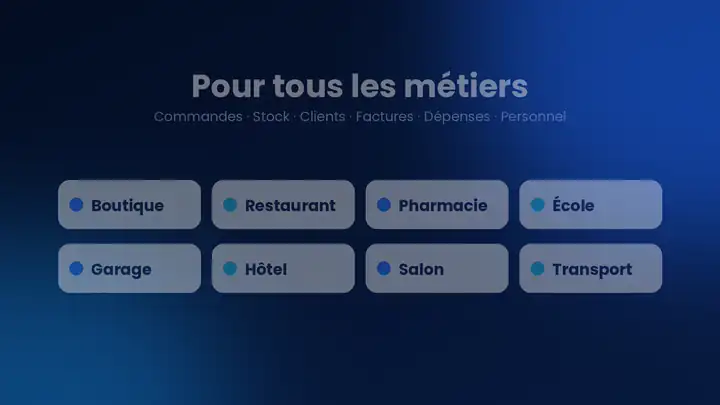 Pour tous les métiers
Commandes · Stock · Clients · Factures · Dépenses · Personnel
Boutique
Restaurant
Pharmacie
École
Garage
Hôtel
Salon
Transport